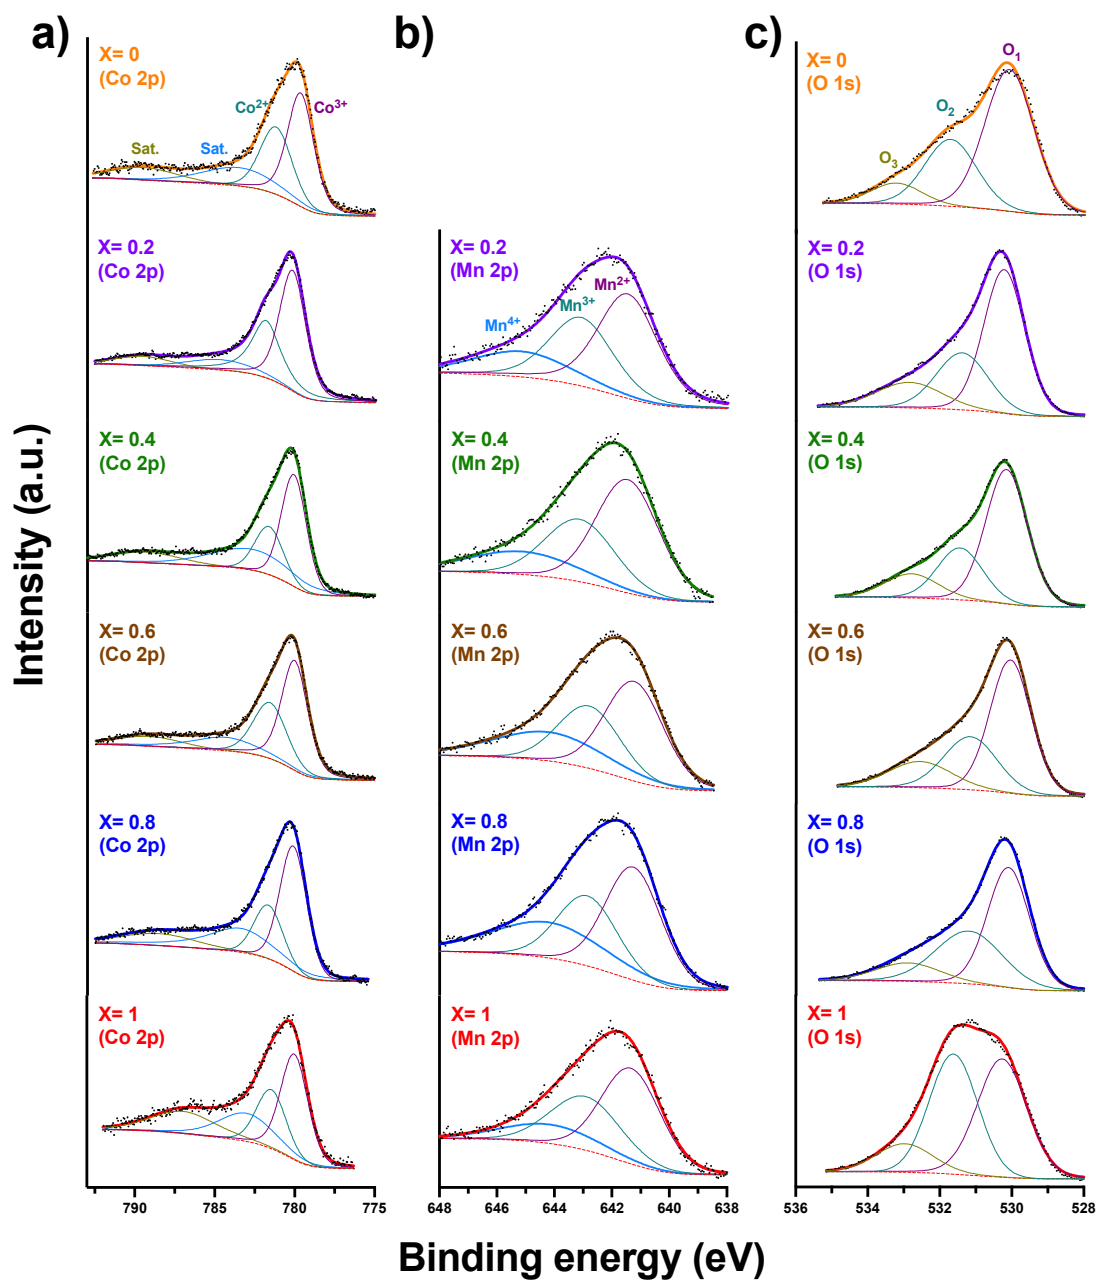 a)
X= 0
(Co 2p)
Co2+
Co3+
Sat.
Sat.
X= 0.2
(Co 2p)
X= 0.4
(Co 2p)
X= 0.6
(Co 2p)
X= 0.8
(Co 2p)
X= 1
(Co 2p)
790
785
780
775
b)
X= 0.2
(Mn 2p)
Mn2+
Mn3+
Mn4+
X= 0.4
(Mn 2p)
X= 0.6
(Mn 2p)
X= 0.8
(Mn 2p)
X= 1
(Mn 2p)
648
646
644
642
640
638
c)
X= 0
(O 1s)
O1
O2
O3
X= 0.2
(O 1s)
X= 0.4
(O 1s)
X= 0.6
(O 1s)
X= 0.8
(O 1s)
X= 1
(O 1s)
536
534
532
530
528
Intensity (a.u.)
Binding energy (eV)